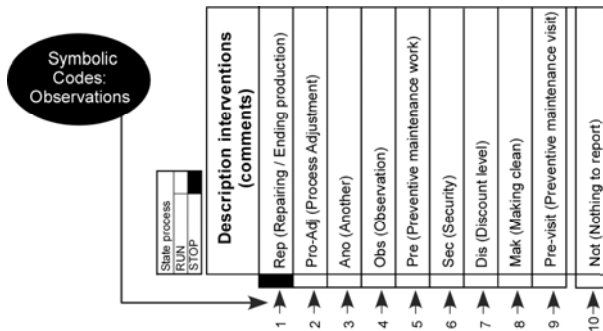 Symbolic
Codes:
Observations
State process
RUN
STOP
Description interventions
(comments)
1 Rep (Repairing / Ending production)
2 Pro-Adj (Process Adjustment)
3 Ano (Another)
4 Obs (Observation)
5 Pre (Preventive maintenance work)
6 Sec (Security)
7 Dis (Discount level)
8 Mak (Making clean)
9 Pre-visit (Preventive maintenance visit)
10 Not (Nothing to report)